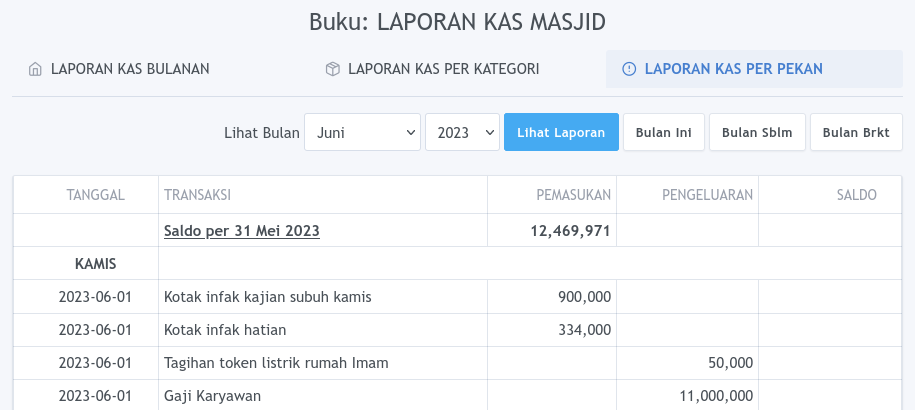 Buku: LAPORAN KAS MASJID
LAPORAN KAS BULANAN LAPORAN KAS PER KATEGORI LAPORAN KAS PER PEKAN
Lihat Bulan Juni 2023 Lihat Laporan Bulan Ini Bulan Sblm Bulan Brkt
TANGGAL TRANSAKSI PEMASUKAN PENGELUARAN SALDO
Saldo per 31 Mei 2023 12,469,971
KAMIS
2023-06-01 Kotak infak kajian subuh kamis 900,000
2023-06-01 Kotak infak hatian 334,000
2023-06-01 Tagihan token listrik rumah Imam 50,000
2023-06-01 Gaji Karyawan 11,000,000